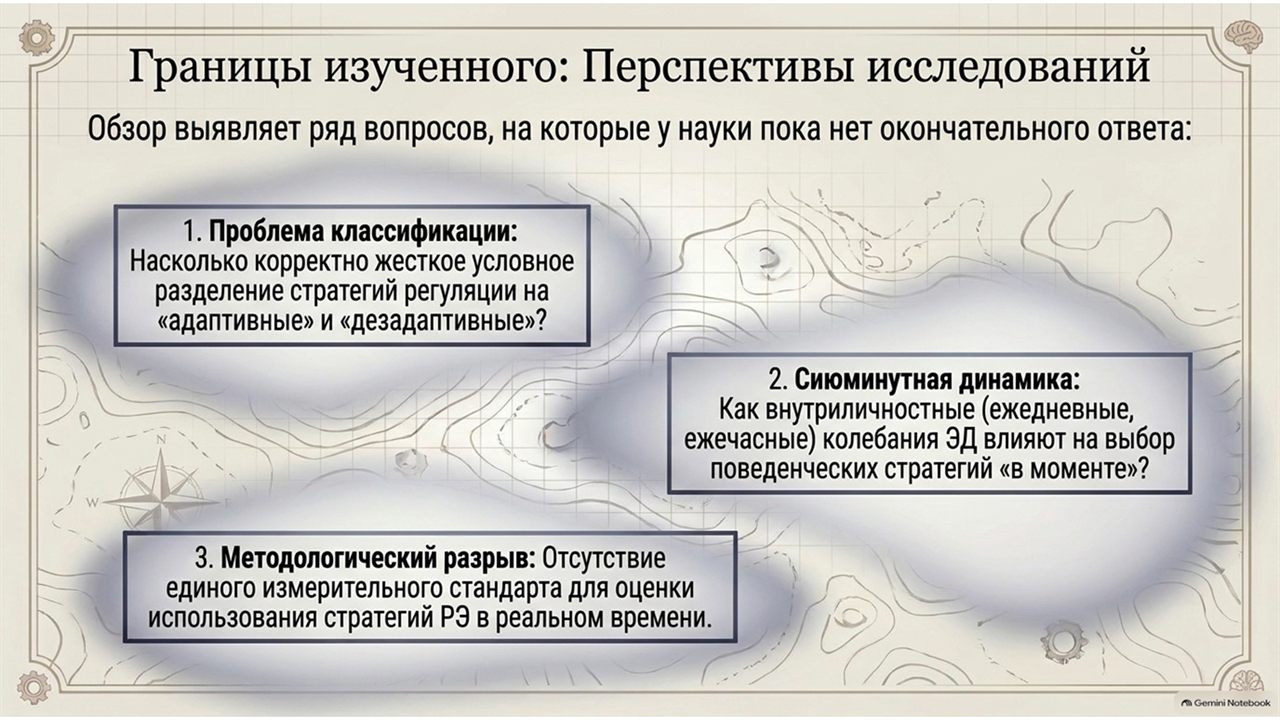 Границы изученного: Перспективы исследований
Обзор выявляет ряд вопросов, на которые у науки пока нет окончательного ответа:
1. Проблема классификации:
Насколько корректно жесткое условное
разделение стратегий регуляции на
«адаптивные» и «дезадаптивные»?
2. Сиюминутная динамика:
Как внутриличностные (ежедневные,
ежечасные) колебания ЭД влияют на выбор
поведенческих стратегий «в моменте»?
N
W
3. Методологический разрыв: Отсутствие
единого измерительного стандарта для оценки
использования стратегий РЭ в реальном времени.
Gemini Notebook